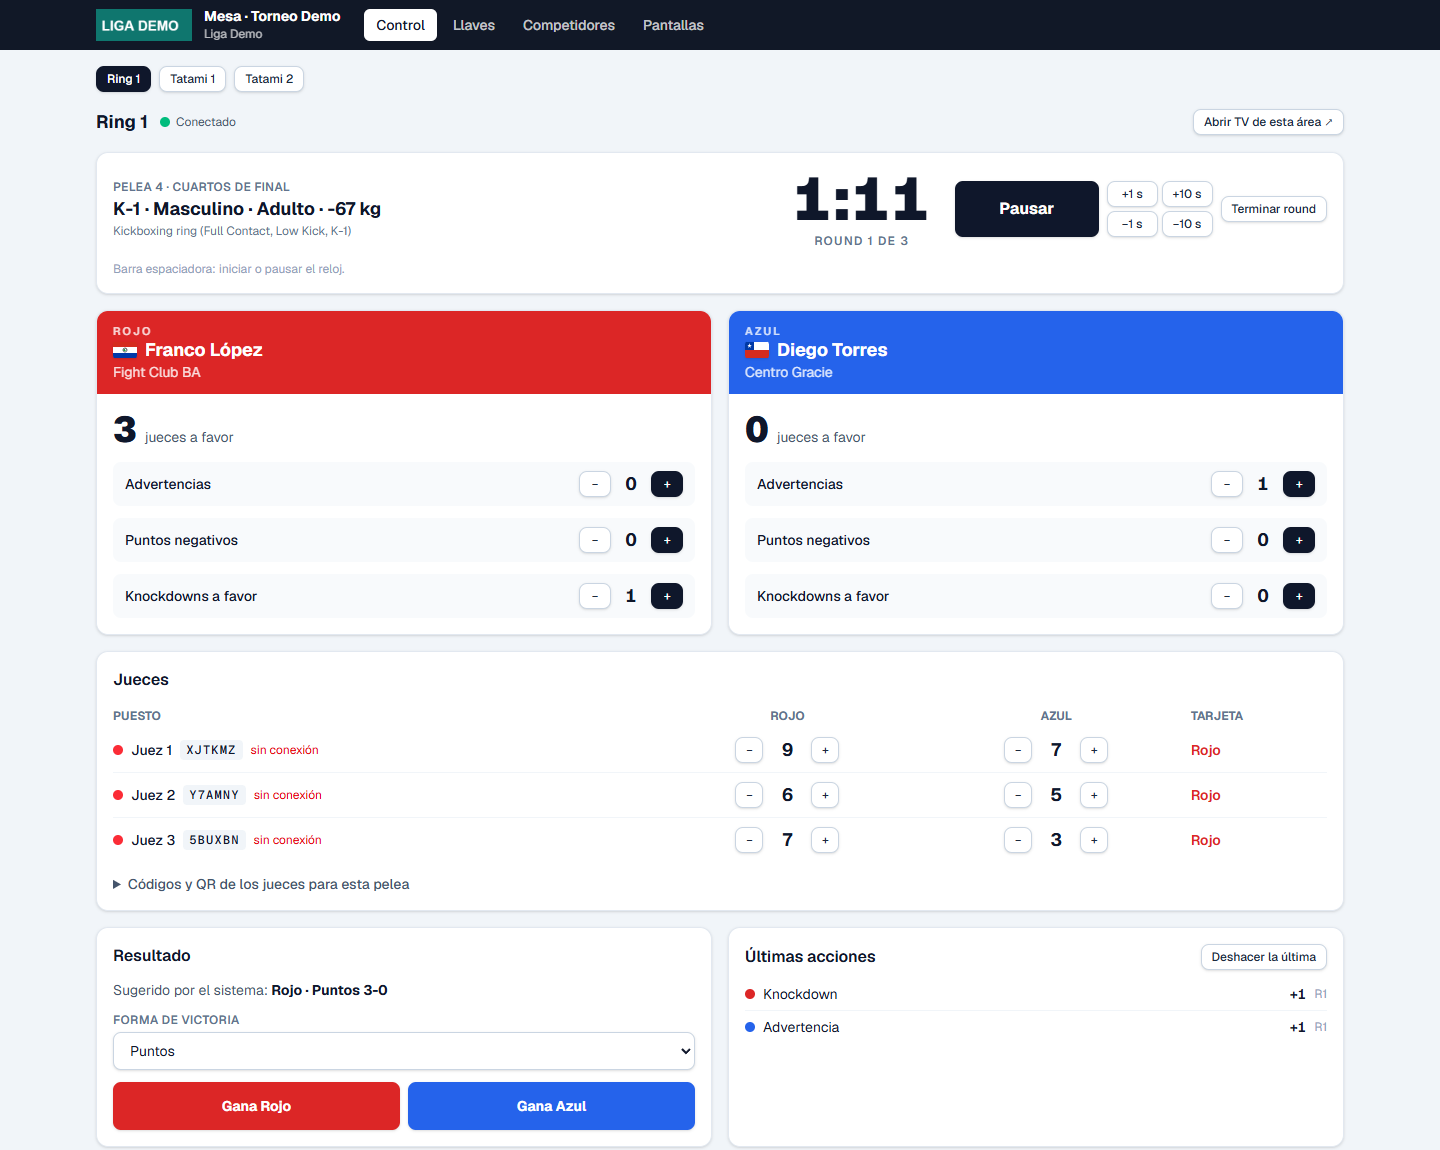 LIGA DEMO
Mesa · Torneo Demo
Liga Demo
Control
Llaves
Competidores
Pantallas
Ring 1
Tatami 1
Tatami 2
Ring 1
Conectado
Abrir TV de esta área ↗
PELEA 4 · CUARTOS DE FINAL
K-1 · Masculino · Adulto · -67 kg
Kickboxing ring (Full Contact, Low Kick, K-1)
Barra espaciadora: iniciar o pausar el reloj.
1:11
ROUND 1 DE 3
Pausar
+1 s
+10 s
−1 s
−10 s
Terminar round
ROJO
Franco López
Fight Club BA
3 jueces a favor
Advertencias − 0 +
Puntos negativos − 0 +
Knockdowns a favor − 1 +
AZUL
Diego Torres
Centro Gracie
0 jueces a favor
Advertencias − 1 +
Puntos negativos − 0 +
Knockdowns a favor − 0 +
Jueces
PUESTO ROJO AZUL TARJETA
Juez 1 XJTKMZ sin conexión − 9 + − 7 + Rojo
Juez 2 Y7AMNY sin conexión − 6 + − 5 + Rojo
Juez 3 5BUXBN sin conexión − 7 + − 3 + Rojo
Códigos y QR de los jueces para esta pelea
Resultado
Sugerido por el sistema: Rojo · Puntos 3-0
FORMA DE VICTORIA
Puntos
Gana Rojo
Gana Azul
Últimas acciones
Deshacer la última
Knockdown +1 R1
Advertencia +1 R1